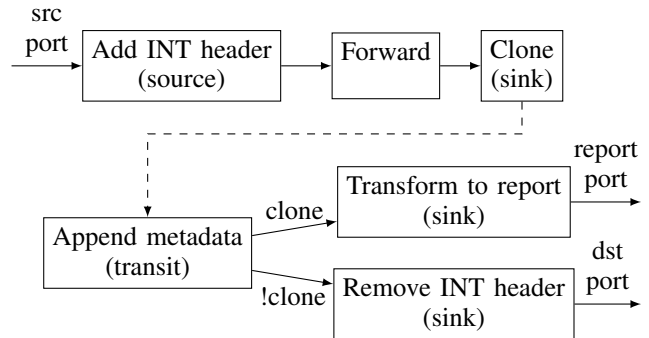 src
port
Add INT header
(source)
Forward
Clone
(sink)
Append metadata
(transit)
clone
!clone
Transform to report
(sink)
report
port
Remove INT header
(sink)
dst
port